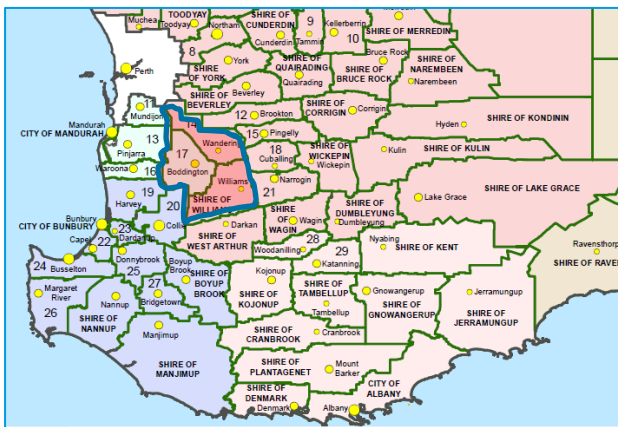 Muchea
TOODYAY
Toodyay
Northam
SHIRE OF
CUNDERDIN
Cunderdin
9
Tammin
Kellerberrin
10
SHIRE OF MERREDIN
8
York
SHIRE
OF YORK
SHIRE OF
QUAIRADING
Quairading
Bruce Rock
SHIRE OF
BRUCE ROCK
SHIRE OF
NAREMBEEN
Narembeen
Perth
SHIRE OF
BEVERLEY
Beverley
11
Mundijong
12
Brookton
SHIRE OF
CORRIGIN
Corrigin
SHIRE OF KONDININ
Hyden
Mandurah
CITY OF MANDURAH
13
Pinjarra
14
Wandering
15
Pingelly
SHIRE OF
WICKEPIN
Wickepin
SHIRE OF KULIN
Kulin
Waroona
16
17
Boddington
18
Cuballing
Narrogin
21
Williams
SHIRE OF
WILLIA
SHIRE OF LAKE GRACE
Lake Grace
19
Harvey
20
Collie
Bunbury
CITY OF BUNBURY
23
Dardanup
22
Capel
Darkan
SHIRE OF
WEST ARTHUR
SHIRE
OF
WAGIN
Wagin
SHIRE OF
DUMBLEYUNG
Dumbleyung
Nyabing
SHIRE OF KENT
Ravensthorp
SHIRE OF RAVE
24
Busselton
Donnybrook
25
Boyup
Brook
SHIRE OF
BOYUP
BROOK
Woodanilling
28
29
Katanning
Kojonup
SHIRE OF
KOJONUP
Margaret
River
26
Nannup
SHIRE OF
NANNUP
27
Bridgetown
Manjimup
SHIRE OF
MANJIMUP
SHIRE OF
TAMBELLUP
Tambellup
Gnowangerup
SHIRE OF
GNOWANGERUP
Jerramungup
SHIRE OF
JERRAMUNGUP
SHIRE OF
CRANBROOK
Cranbrook
SHIRE OF
PLANTAGENET
Mount
Barker
CITY OF
ALBANY
SHIRE OF
DENMARK
Denmark
Albany